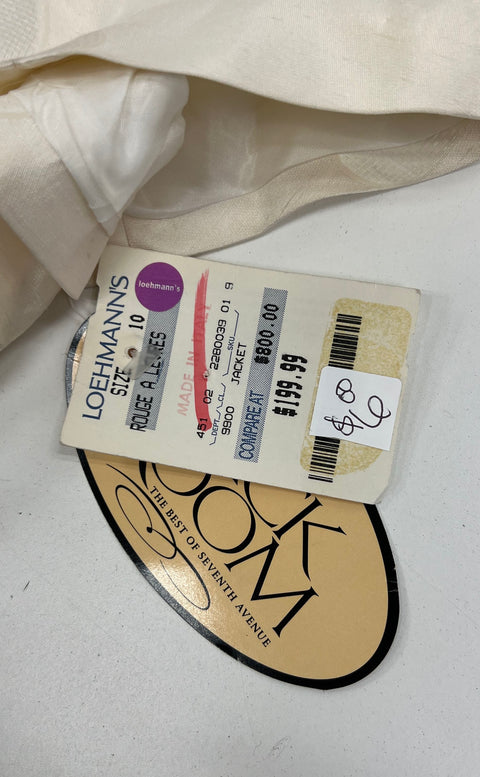 LOEHMANN'S
loehmann's
SIZE 10
ROUGE A LEVRES
MADE IN ITALY
451 02 2280039 01 9
DEPT/CL/ SKU
9900 JACKET
COMPARE AT $800.00
$199.99
$8
OOM
THE BEST OF SEVENTH AVENUE